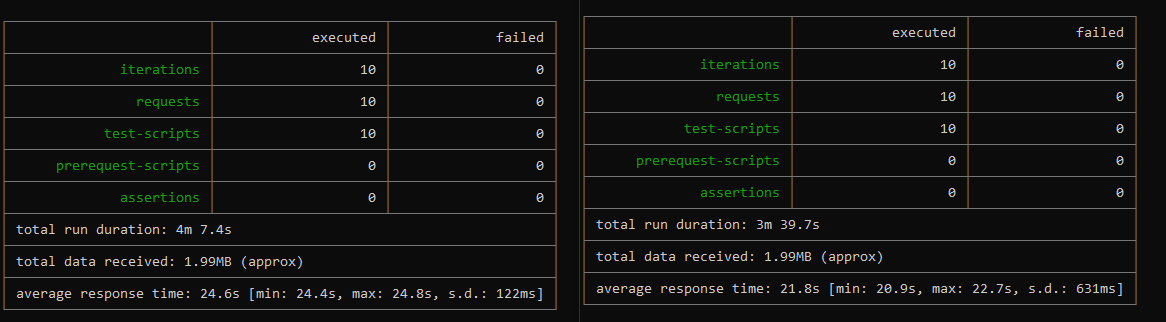 executed failed
iterations 10 0
requests 10 0
test-scripts 10 0
prerequest-scripts 0 0
assertions 0 0
total run duration: 4m 7.4s
total data received: 1.99MB (approx)
average response time: 24.6s [min: 24.4s, max: 24.8s, s.d.: 122ms]
executed failed
iterations 10 0
requests 10 0
test-scripts 10 0
prerequest-scripts 0 0
assertions 0 0
total run duration: 3m 39.7s
total data received: 1.99MB (approx)
average response time: 21.8s [min: 20.9s, max: 22.7s, s.d.: 631ms]